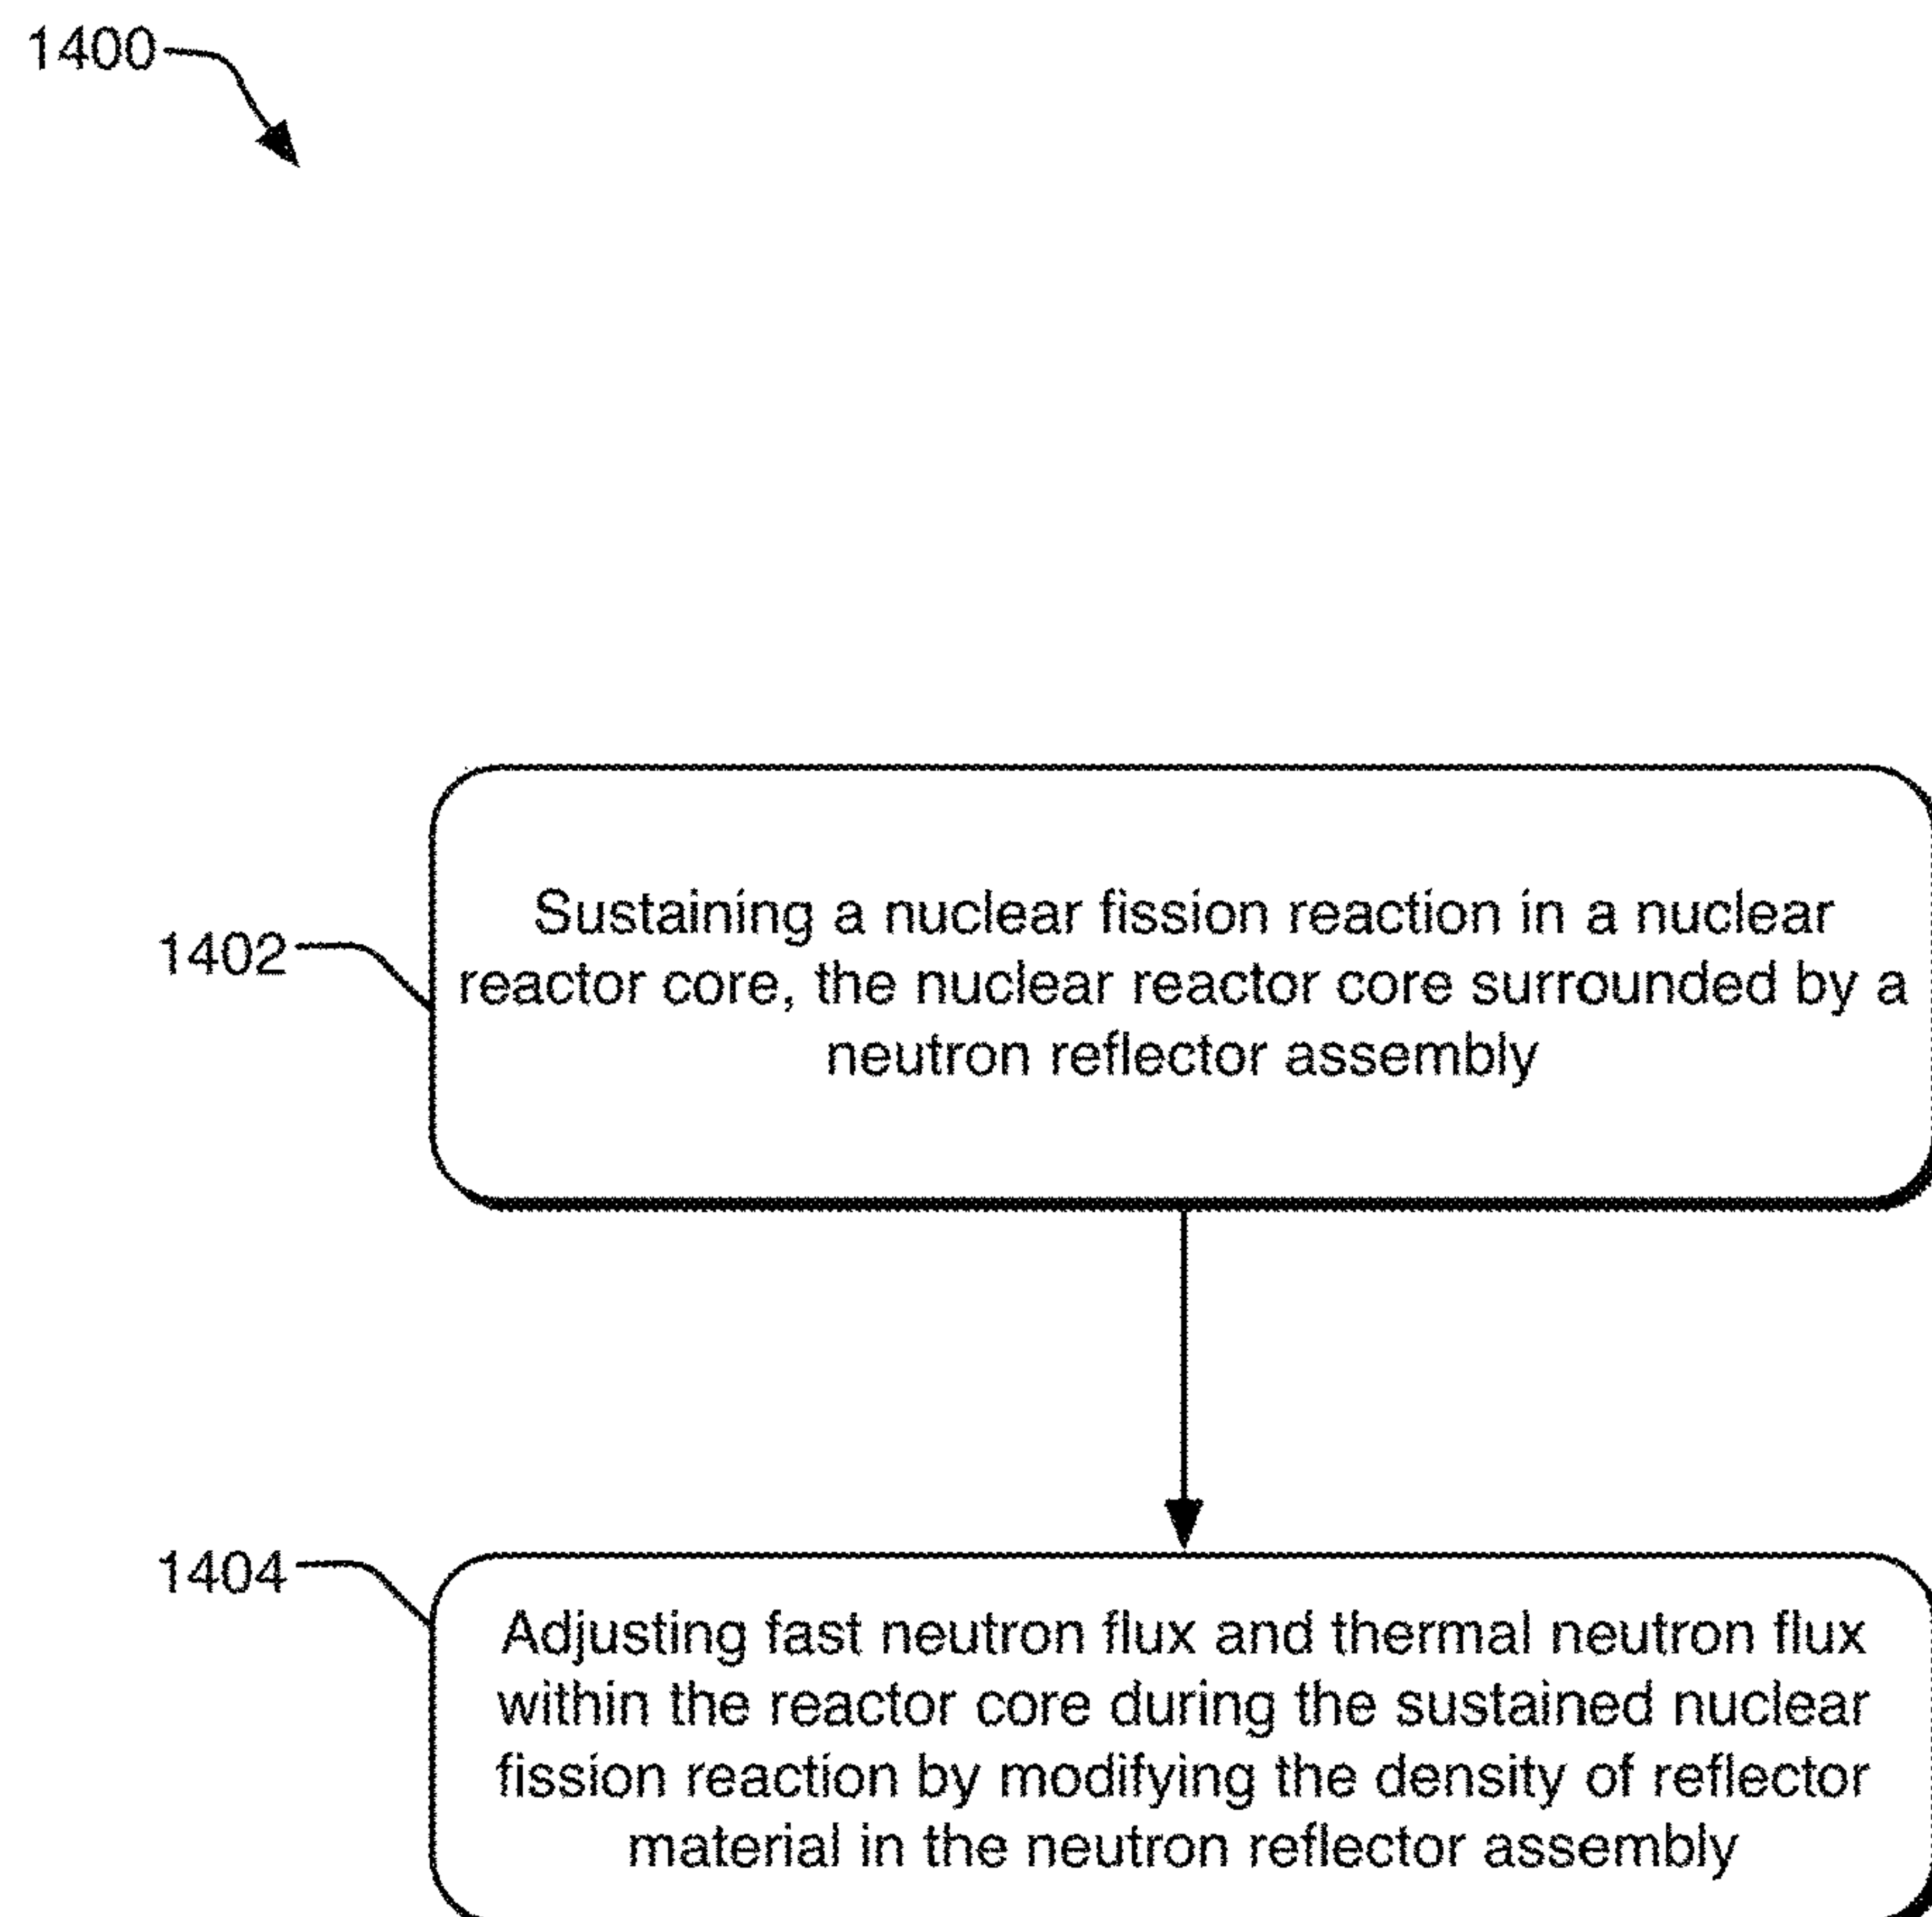 1400
1402
Sustaining a nuclear fission reaction in a nuclear
reactor core, the nuclear reactor core surrounded by a
neutron reflector assembly
1404
Adjusting fast neutron flux and thermal neutron flux
within the reactor core during the sustained nuclear
fission reaction by modifying the density of reflector
material in the neutron reflector assembly